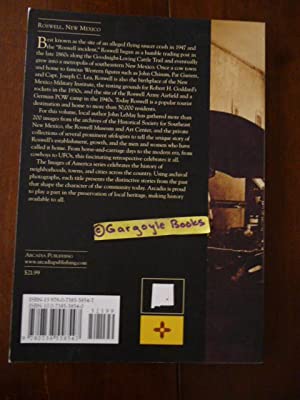 ROSWELL, NEW MEXICO
Best known as the site of an alleged flying saucer crash in 1947 and
the "Roswell incident," Roswell began as a humble trading post in
the late 1860s along the Goodnight-Loving Cattle Trail and eventually
grew into a metropolis of southeastern New Mexico. Once a cow town
and home to famous Western figures such as John Chisum, Pat Garrett,
and Capt. Joseph C. Lea, Roswell is also the birthplace of the New
Mexico Military Institute, the testing grounds for Robert H. Goddard's
rockets in the 1930s, and the site of the Roswell Army Airfield and a
German POW camp in the 1940s. Today Roswell is a popular tourist
destination and home to more than 50,000 residents.
For this volume, local author John LeMay has selected more than
200 images from the archives of the Historical Society for Southeast
New Mexico, the Roswell Museum and Art Center, and the private
collections of several prominent
Roswell's establishment, growth, and the men and women who have
called it home. From horse-and-carriage days to the modern era, from
cowboys to UFOs, this fascinating retrospective celebrates it all.
The Images of America series celebrates the history of
neighborhoods, towns, and cities across the country. Using archival
photographs, each title presents the distinctive stories from the past
that shape the character of the community today. Arcadia is proud
to play a part in the preservation of local heritage, making history
available to all.
© Gargoyle Books
ARCADIA PUBLISHING
www.arcadiapublishing.com
$21.99